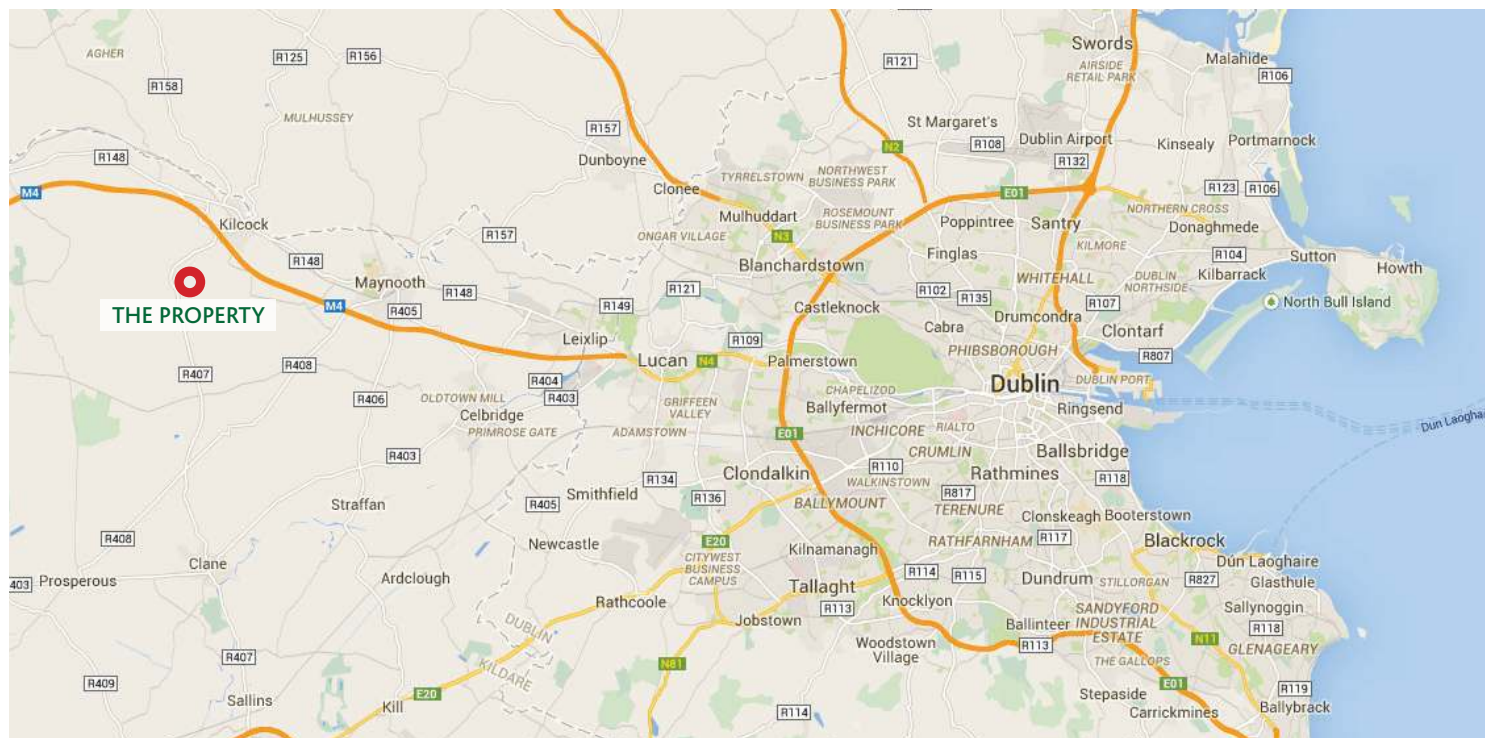 Swords
AGHER
R125
R156
R121
AIRSIDE
RETAIL PARK
Malahide
R106
R158
MULHUSSEY
R157
St Margaret's
R108
Dublin Airport
R132
Kinsealy
Portmarnock
R148
Dunboyne
N2
M4
Clonee
TYRRELSTOWN
NORTHWEST
BUSINESS PARK
E01
R123
R106
Kilcock
Mulhuddart
ROSEMOUNT
BUSINESS PARK
Poppintree
Santry
NORTHERN CROSS
Donaghmede
R157
ONGAR VILLAGE
N3
Finglas
KILMORE
R104
Sutton
R148
Blanchardstown
WHITEHALL
DUBLIN
NORTHSIDE
Kilbarrack
Howth
Maynooth
R148
R121
R102
R135
R107
North Bull Island
THE PROPERTY
M4
R405
R149
Castleknock
Cabra
Drumcondra
Clontarf
Leixlip
R109
PHIBSBOROUGH
R807
R408
Lucan
N4
Palmerstown
R407
R404
Dublin
DUBLIN PORT
R406
OLDTOWN MILL
R403
CHAPELIZOD
Celbridge
GRIFFEEN
VALLEY
Ballyfermot
Ringsend
PRIMROSE GATE
ADAMSTOWN
E01
INCHICORE
RIALTO
Dun Laoghai
R403
CRUMLIN
Ballsbridge
Clondalkin
R110
Rathmines
R134
WALKINSTOWN
R118
Smithfield
R136
R817
Straffan
R405
BALLYMOUNT
TERENURE
Clonskeagh
Booterstown
R408
Newcastle
E20
RATHFARNHAM
R117
Blackrock
Clane
CITYWEST
BUSINESS
CAMPUS
Kilnamanagh
Dún Laoghaire
403
Prosperous
Ardclough
Tallaght
R114
R115
Dundrum
STILLORGAN
R827
Glasthule
Rathcoole
R113
Knocklyon
SANDYFORD
INDUSTRIAL
ESTATE
Sallynoggin
DUBLIN
Jobstown
Ballinteer
R118
Woodstown
Village
R113
N11
GLENAGEARY
R407
KILDARE
N81
THE GALLOPS
R409
E01
R119
Sallins
E20
Stepaside
Kill
R114
Carrickmines
Ballybrack